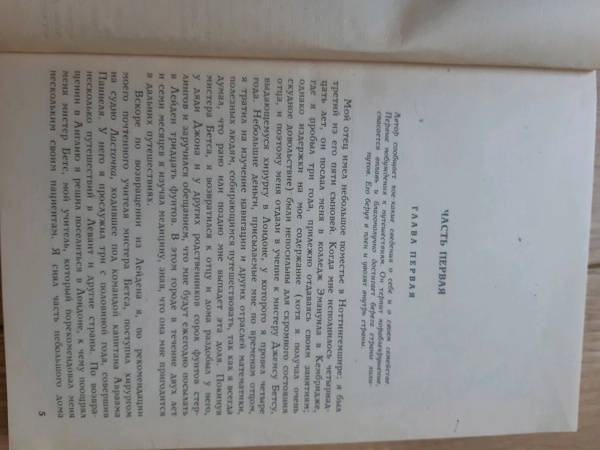 ЧАСТЬ ПЕРВАЯ
ГЛАВА ПЕРВАЯ
Автор сообщает кое-какие сведения о себе и о своем семействе.
Первые побуждения к путешествиям. Он терпит кораблекрушение,
спасается вплавь и благополучно достигает берега страны лили-
путов. Его берут в плен и увозят внутрь страны.
Мой отец имел небольшое поместье в Ноттингемшире; я был
третий из его пяти сыновей. Когда мне исполнилось четырнад-
цать лет, он послал меня в колледж Эмануила в Кембридже,
где я пробыл три года, прилежно отдаваясь своим занятиям;
однако издержки на мое содержание (хотя я получал очень
скудное довольствие) были непосильны для скромного состояния
отца, и поэтому меня отдали в учение к мистеру Джемсу Бетсу,
выдающемуся хирургу в Лондоне, у которого я провел четыре
года. Небольшие деньги, присылаемые мне по временам отцом,
я тратил на изучение навигации и других отраслей математики,
полезных людям, собирающимся путешествовать, так как я всегда
думал, что рано или поздно мне выпадет эта доля. Покинув
мистера Бетса, я возвратился к отцу и дома раздобыл у него,
у дяди Джона и у других родственников сорок фунтов стер-
лингов и заручился обещанием, что мне будут ежегодно посылать
в Лейден тридцать фунтов. В этом городе в течение двух лет
и семи месяцев я изучал медицину, зная, что она мне пригодится
в дальних путешествиях.
Вскоре по возвращении из Лейдена я, по рекомендации
моего почтенного учителя мистера Бетса, поступил хирургом
на судно Ласточка, ходившее под командой капитана Авраама
Паннеля. У него я прослужил три с половиной года, совершив
несколько путешествий в Левант и другие страны. По возвра-
щении в Англию я решил поселиться в Лондоне, к чему поощрял
меня мистер Бетс, мой учитель, который порекомендовал меня
нескольким своим пациентам. Я снял часть небольшого дома
5